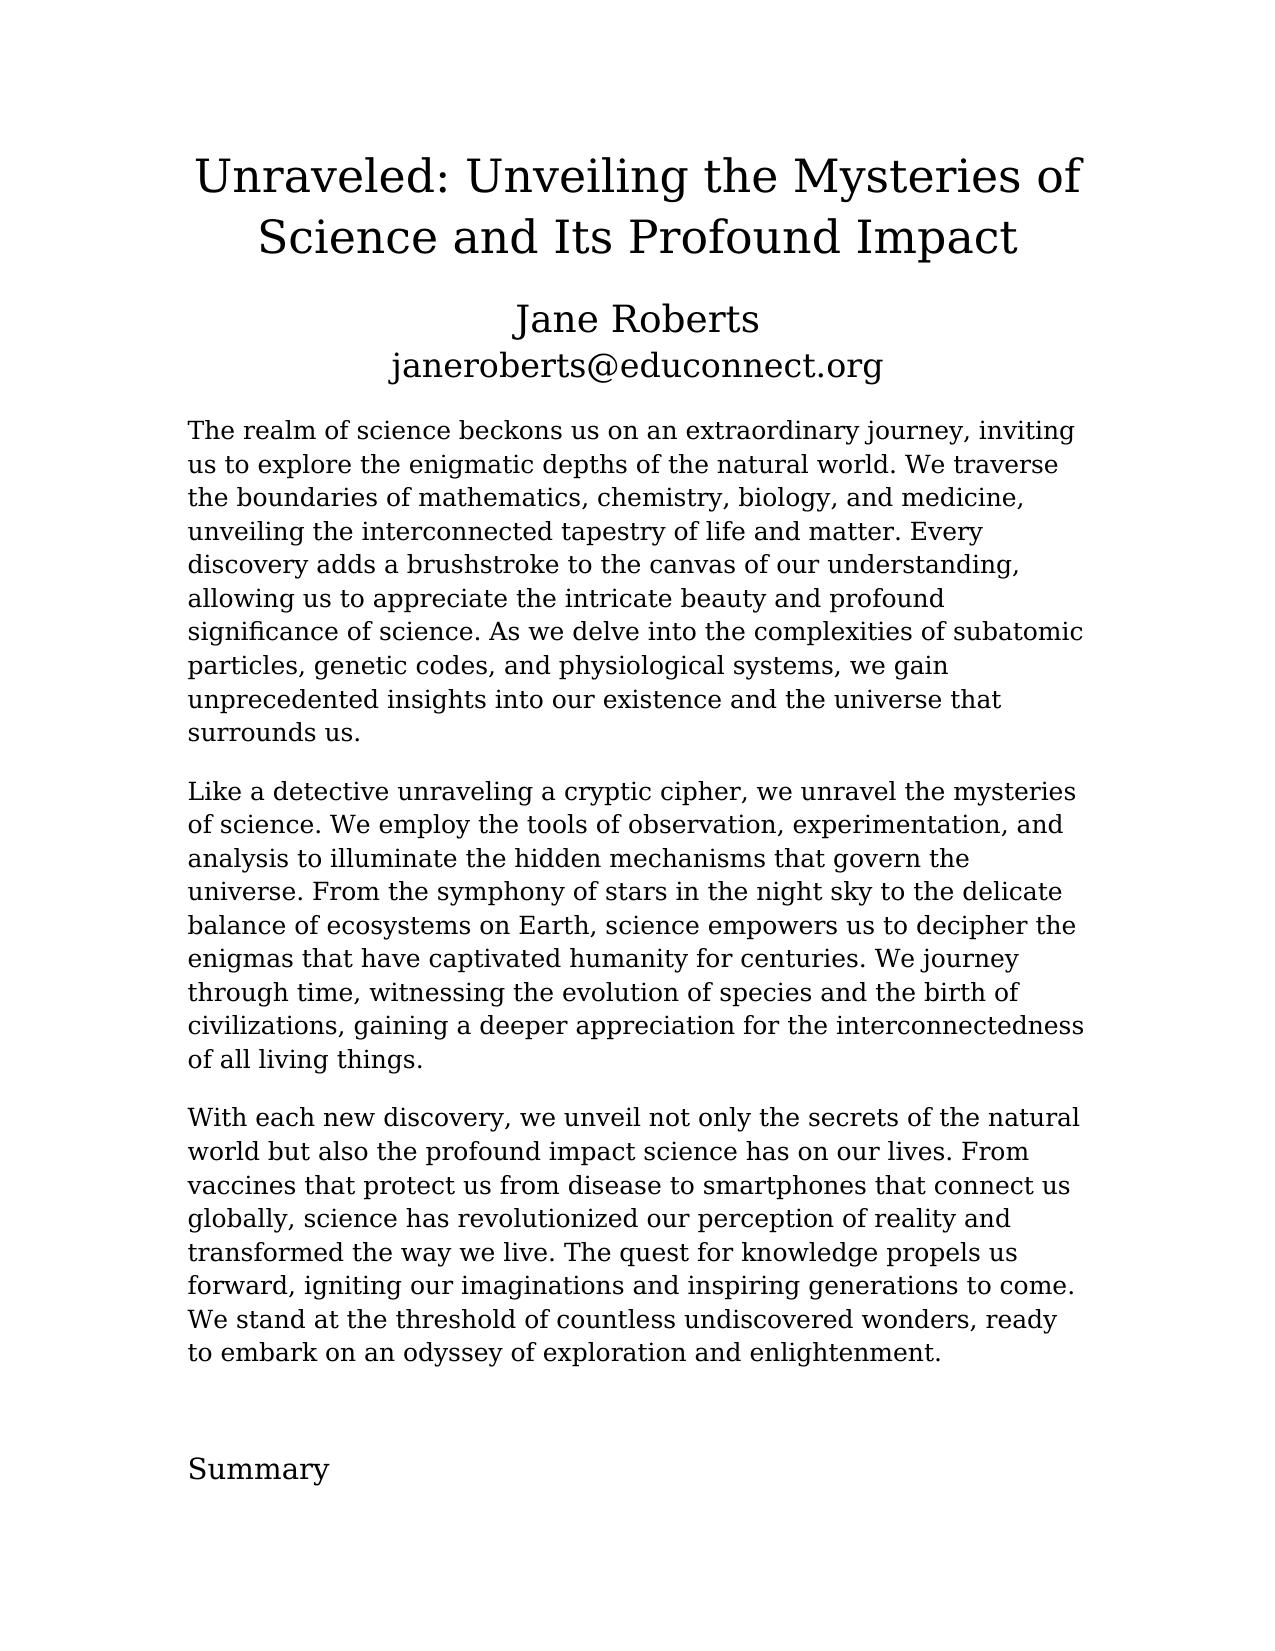 Unraveled: Unveiling the Mysteries of
Science and Its Profound Impact
Jane Roberts
janeroberts@educonnect.org
The realm of science beckons us on an extraordinary journey, inviting
us to explore the enigmatic depths of the natural world. We traverse
the boundaries of mathematics, chemistry, biology, and medicine,
unveiling the interconnected tapestry of life and matter. Every
discovery adds a brushstroke to the canvas of our understanding,
allowing us to appreciate the intricate beauty and profound
significance of science. As we delve into the complexities of subatomic
particles, genetic codes, and physiological systems, we gain
unprecedented insights into our existence and the universe that
surrounds us.
Like a detective unraveling a cryptic cipher, we unravel the mysteries
of science. We employ the tools of observation, experimentation, and
analysis to illuminate the hidden mechanisms that govern the
universe. From the symphony of stars in the night sky to the delicate
balance of ecosystems on Earth, science empowers us to decipher the
enigmas that have captivated humanity for centuries. We journey
through time, witnessing the evolution of species and the birth of
civilizations, gaining a deeper appreciation for the interconnectedness
of all living things.
With each new discovery, we unveil not only the secrets of the natural
world but also the profound impact science has on our lives. From
vaccines that protect us from disease to smartphones that connect us
globally, science has revolutionized our perception of reality and
transformed the way we live. The quest for knowledge propels us
forward, igniting our imaginations and inspiring generations to come.
We stand at the threshold of countless undiscovered wonders, ready
to embark on an odyssey of exploration and enlightenment.
Summary